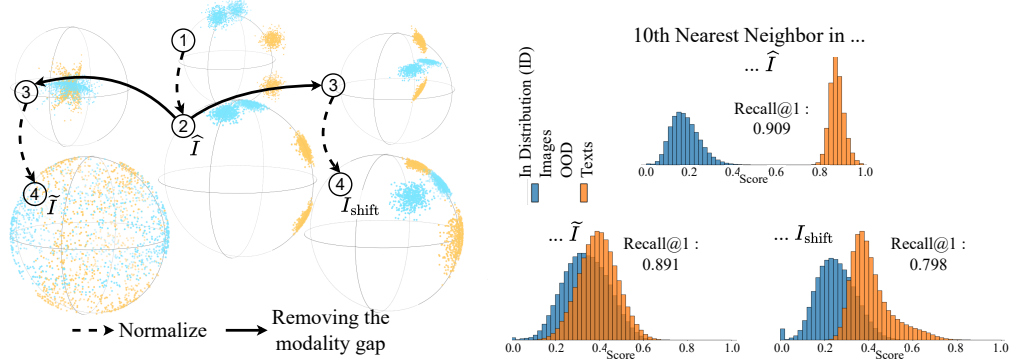 1
2
Î
3
4
Ĩ
3
4
I_shift
Normalize
Removing the
modality gap
In Distribution (ID)
Images
OOD
Texts
10th Nearest Neighbor in ...
... Î
Recall@1 :
0.909
0.0 0.2 0.4 0.6 0.8 1.0
Score
... Ĩ
Recall@1 :
0.891
0.0 0.2 0.4 0.6 0.8 1.0
Score
... I_shift
Recall@1 :
0.798
0.0 0.2 0.4 0.6 0.8 1.0
Score